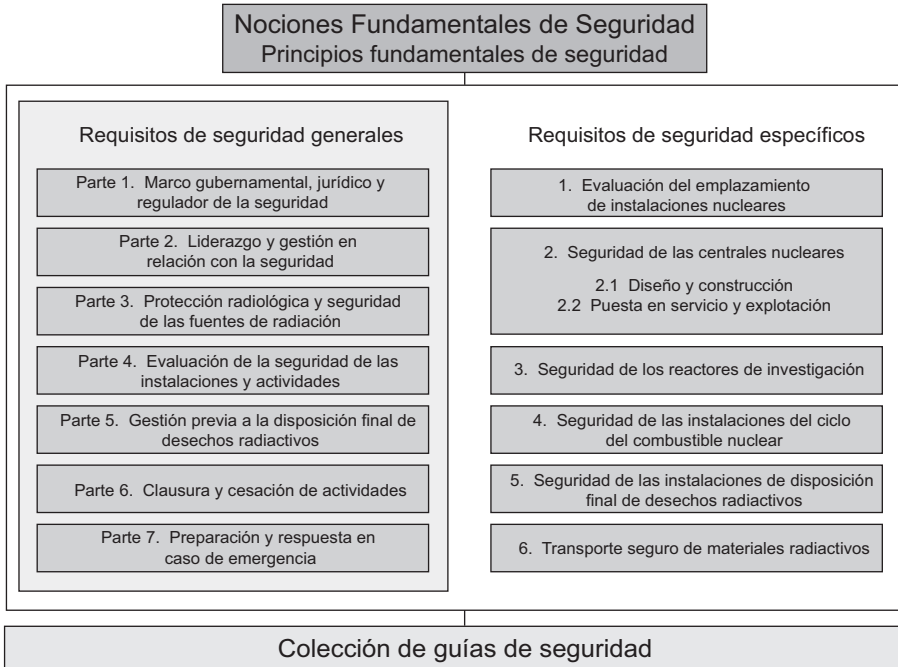 Nociones Fundamentales de Seguridad
Principios fundamentales de seguridad
Requisitos de seguridad generales
Parte 1. Marco gubernamental, jurídico y
regulador de la seguridad
Parte 2. Liderazgo y gestión en
relación con la seguridad
Parte 3. Protección radiológica y seguridad
de las fuentes de radiación
Parte 4. Evaluación de la seguridad de las
instalaciones y actividades
Parte 5. Gestión previa a la disposición final de
desechos radiactivos
Parte 6. Clausura y cesación de actividades
Parte 7. Preparación y respuesta en
caso de emergencia
Requisitos de seguridad específicos
1. Evaluación del emplazamiento
de instalaciones nucleares
2. Seguridad de las centrales nucleares
2.1 Diseño y construcción
2.2 Puesta en servicio y explotación
3. Seguridad de los reactores de investigación
4. Seguridad de las instalaciones del ciclo
del combustible nuclear
5. Seguridad de las instalaciones de disposición
final de desechos radiactivos
6. Transporte seguro de materiales radiactivos
Colección de guías de seguridad